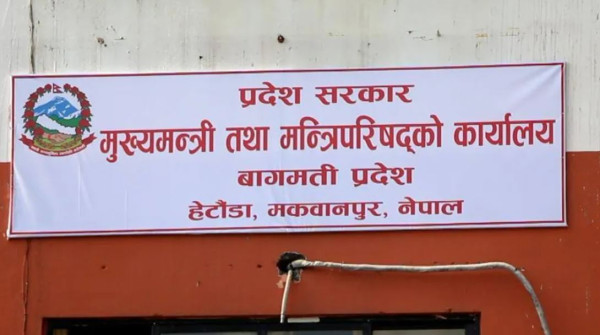 प्रदेश सरकार
मुख्यमन्त्री तथा मन्त्रिपरिषद्को कार्यालय
बागमती प्रदेश
हेटौंडा, मकवानपुर, नेपाल